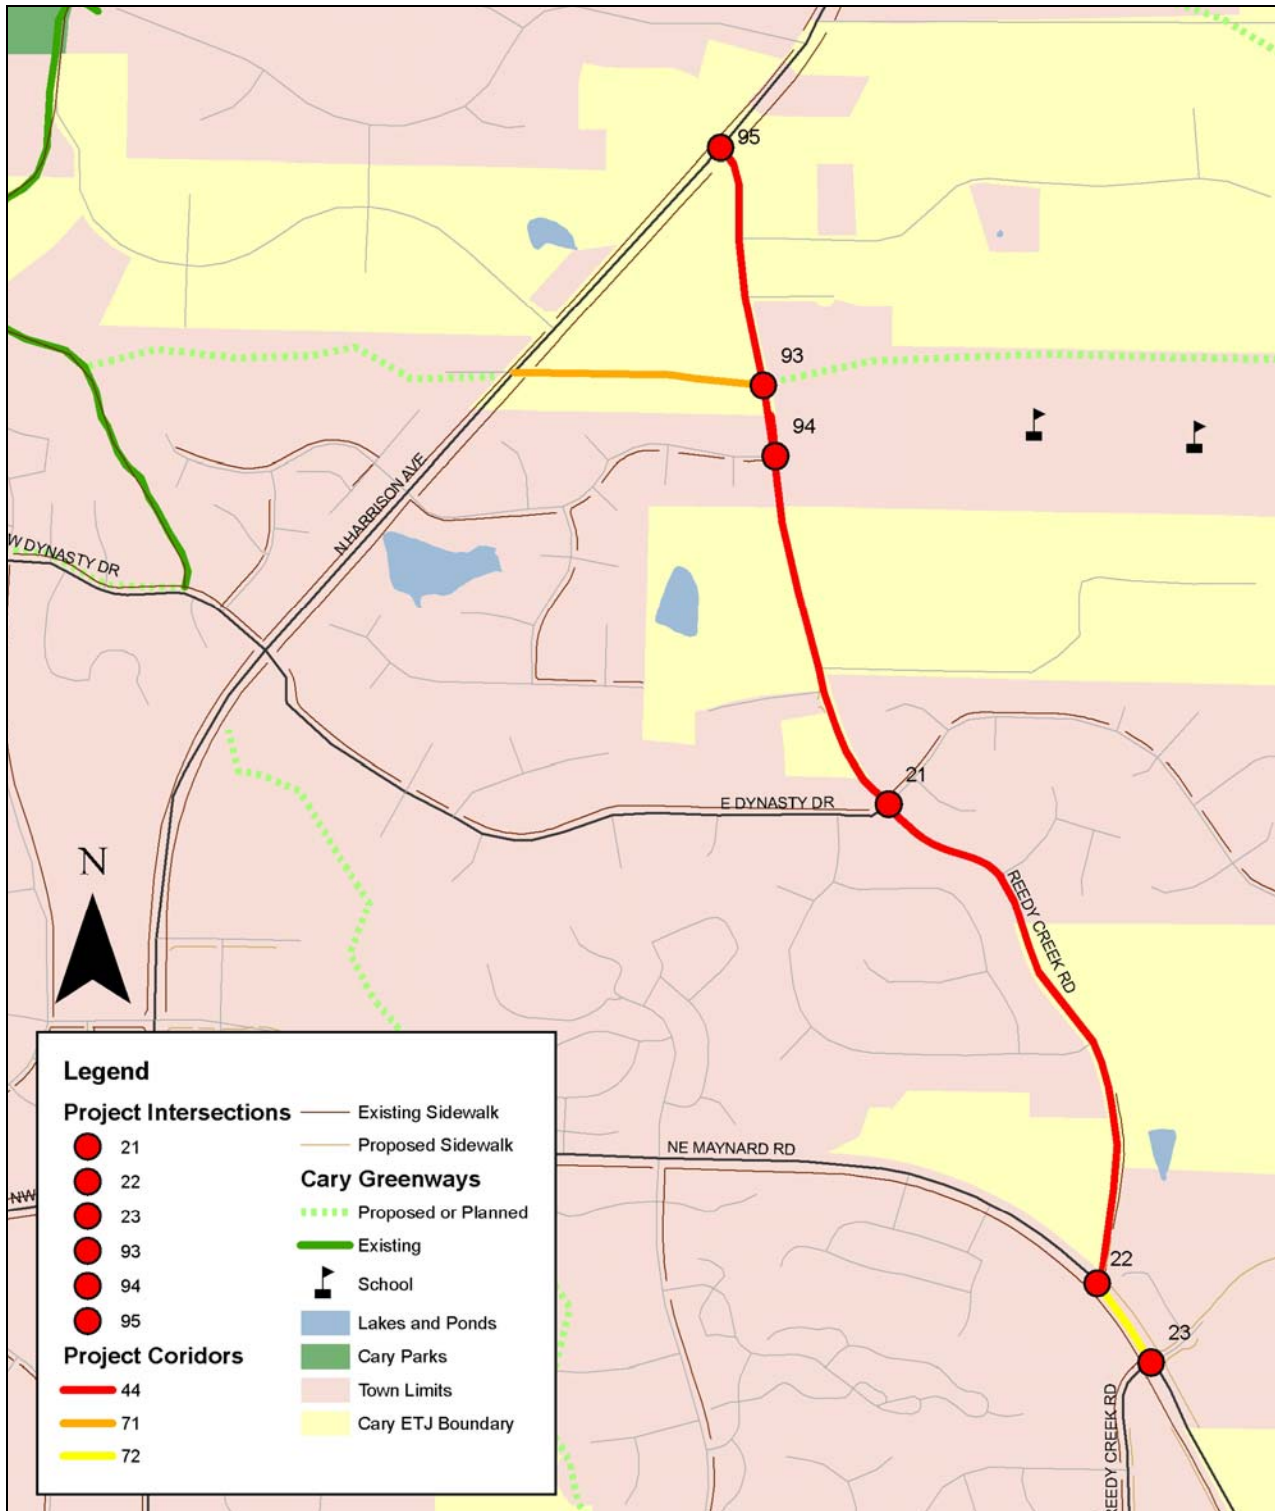 95
93
94
N HARRISON AVE
W DYNASTY DR
21
E DYNASTY DR
REEDY CREEK RD
N
NE MAYNARD RD
NW
22
23
REEDY CREEK RD
Legend
Project Intersections
21
22
23
93
94
95
Project Coridors
44
71
72
Existing Sidewalk
Proposed Sidewalk
Cary Greenways
Proposed or Planned
Existing
School
Lakes and Ponds
Cary Parks
Town Limits
Cary ETJ Boundary